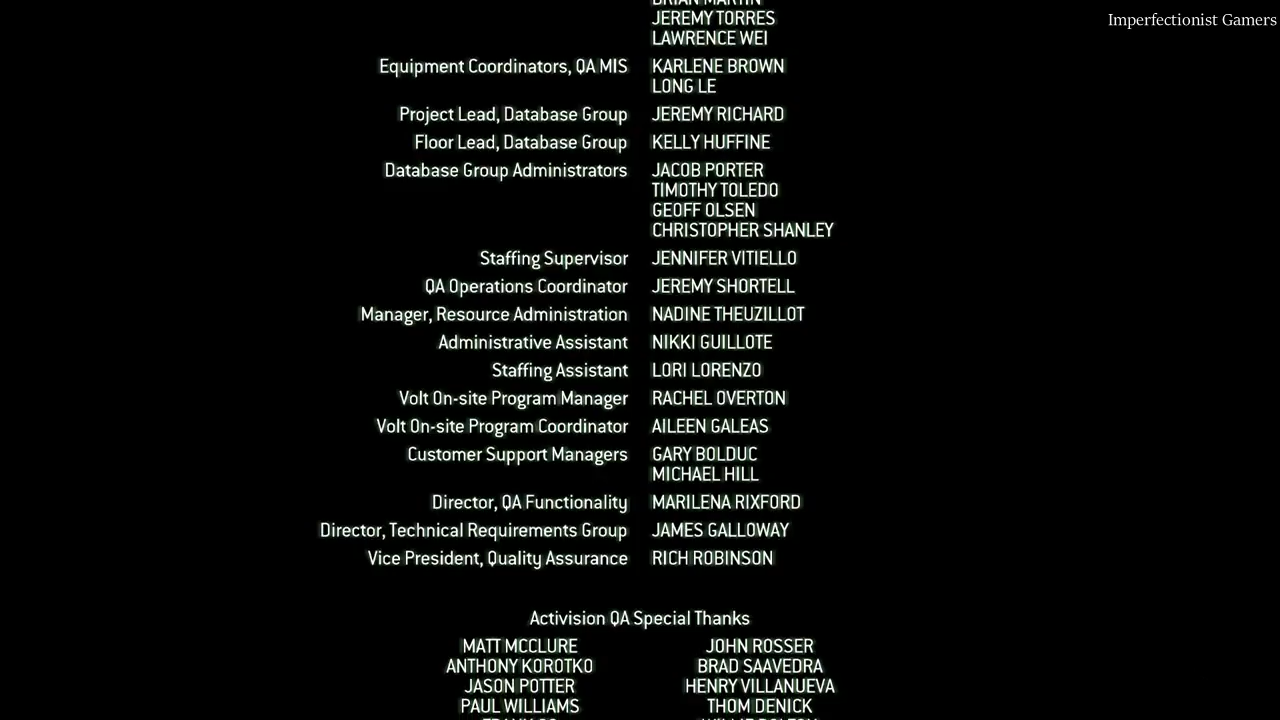 Imperfectionist Gamers
BRIAN MARTIN
JEREMY TORRES
LAWRENCE WEI
Equipment Coordinators, QA MIS KARLENE BROWN
LONG LE
Project Lead, Database Group JEREMY RICHARD
Floor Lead, Database Group KELLY HUFFINE
Database Group Administrators JACOB PORTER
TIMOTHY TOLEDO
GEOFF OLSEN
CHRISTOPHER SHANLEY
Staffing Supervisor JENNIFER VITIELLO
QA Operations Coordinator JEREMY SHORTELL
Manager, Resource Administration NADINE THEUZILLOT
Administrative Assistant NIKKI GUILLOTE
Staffing Assistant LORI LORENZO
Volt On-site Program Manager RACHEL OVERTON
Volt On-site Program Coordinator AILEEN GALEAS
Customer Support Managers GARY BOLDUC
MICHAEL HILL
Director, QA Functionality MARILENA RIXFORD
Director, Technical Requirements Group JAMES GALLOWAY
Vice President, Quality Assurance RICH ROBINSON
Activision QA Special Thanks
MATT MCCLURE JOHN ROSSER
ANTHONY KOROTKO BRAD SAAVEDRA
JASON POTTER HENRY VILLANUEVA
PAUL WILLIAMS THOM DENICK